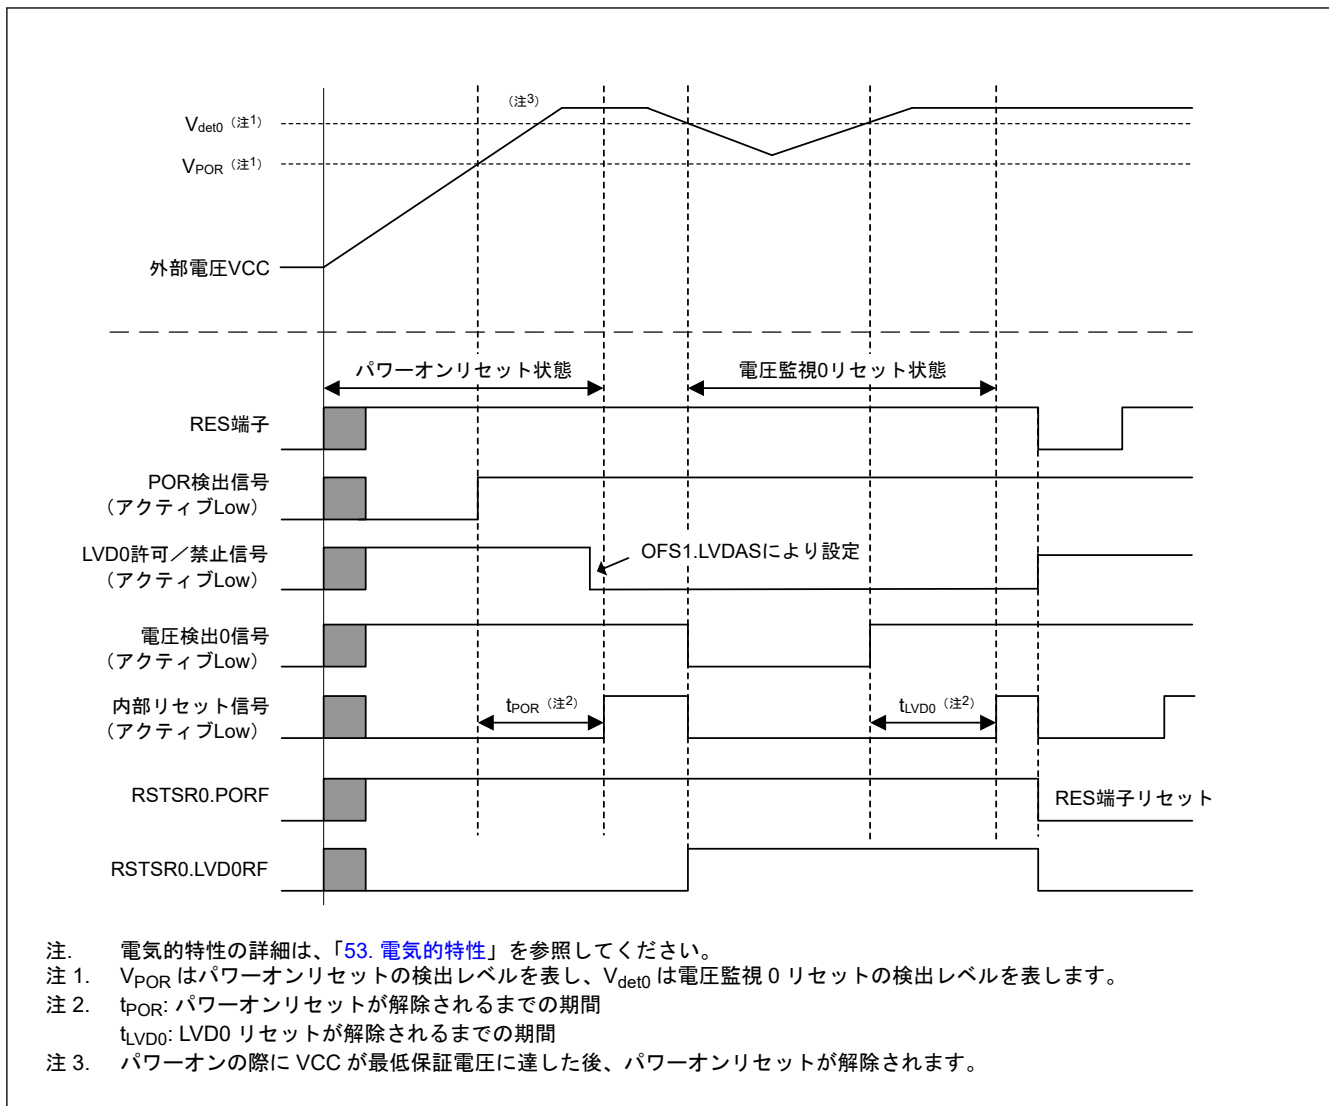 (注3)
Vdet0（注1）
VPOR（注1）
外部電圧VCC
パワーオンリセット状態
電圧監視0リセット状態
RES端子
POR検出信号
（アクティブLow）
LVD0許可／禁止信号
（アクティブLow）
OFS1.LVDASにより設定
電圧検出0信号
（アクティブLow）
内部リセット信号
（アクティブLow）
tPOR（注2）
tLVD0（注2）
RSTSR0.PORF
RES端子リセット
RSTSR0.LVD0RF
注. 電気的特性の詳細は、「53. 電気的特性」を参照してください。
注 1. VPOR はパワーオンリセットの検出レベルを表し、Vdet0 は電圧監視 0 リセットの検出レベルを表します。
注 2. tPOR: パワーオンリセットが解除されるまでの期間
tLVD0: LVD0 リセットが解除されるまでの期間
注 3. パワーオンの際に VCC が最低保証電圧に達した後、パワーオンリセットが解除されます。